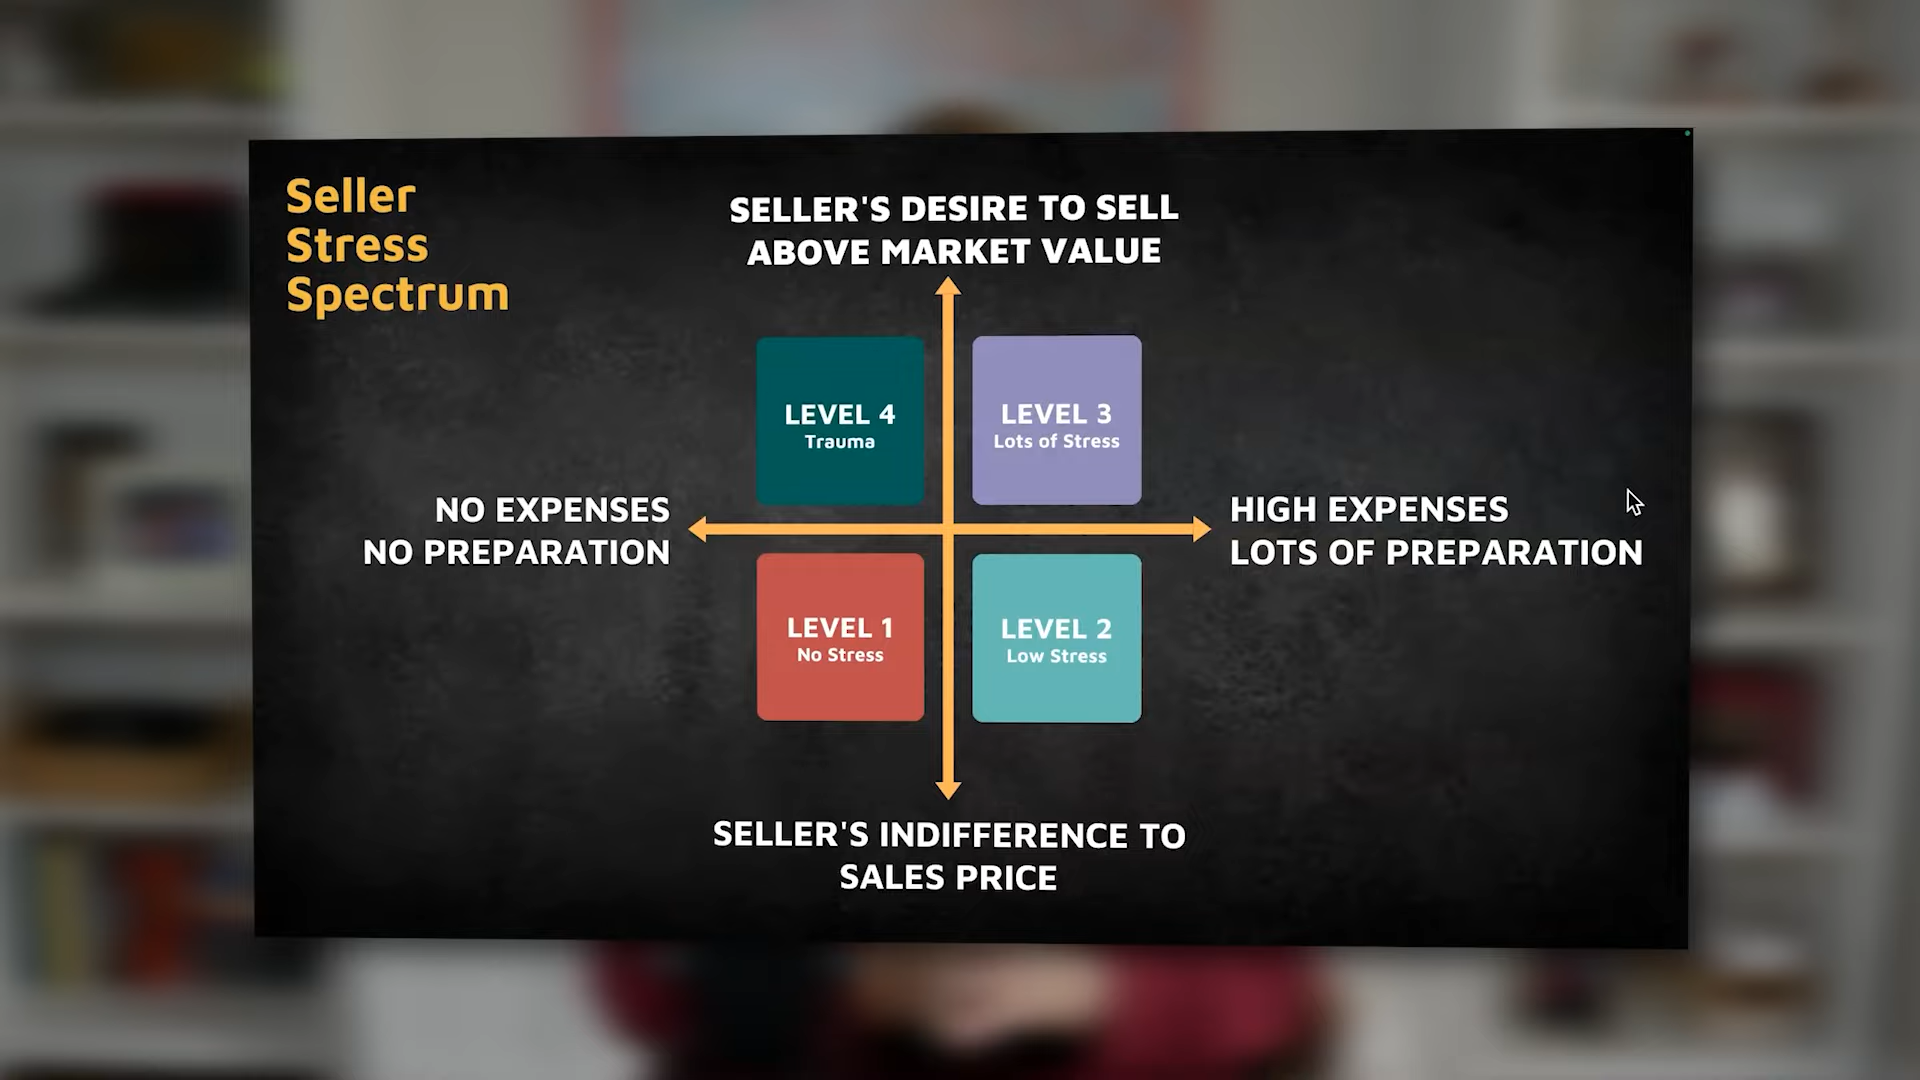 Seller
Stress
Spectrum
SELLER'S DESIRE TO SELL
ABOVE MARKET VALUE
LEVEL 4
Trauma
LEVEL 3
Lots of Stress
NO EXPENSES
NO PREPARATION
HIGH EXPENSES
LOTS OF PREPARATION
LEVEL 1
No Stress
LEVEL 2
Low Stress
SELLER'S INDIFFERENCE TO
SALES PRICE